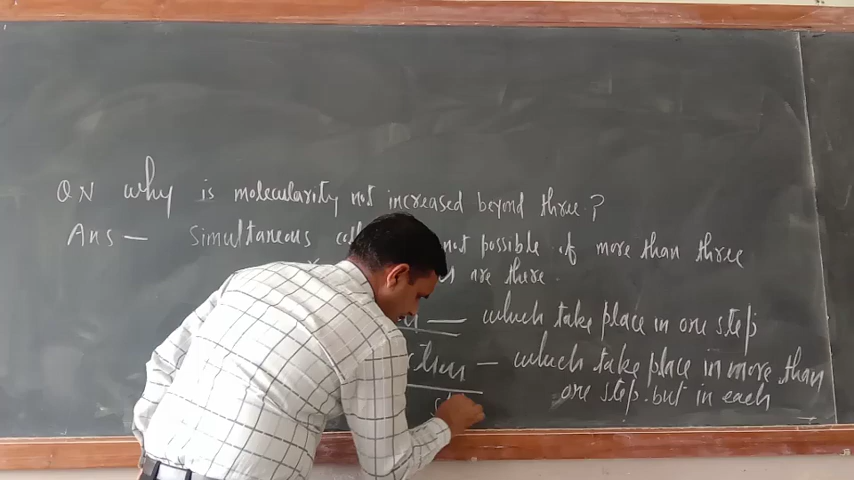 QN why is molecularity not increased beyond three?
Ans — Simultaneous not possible if more than three
are there.
— which take place in one step
— which take place in more than
one step. but in each